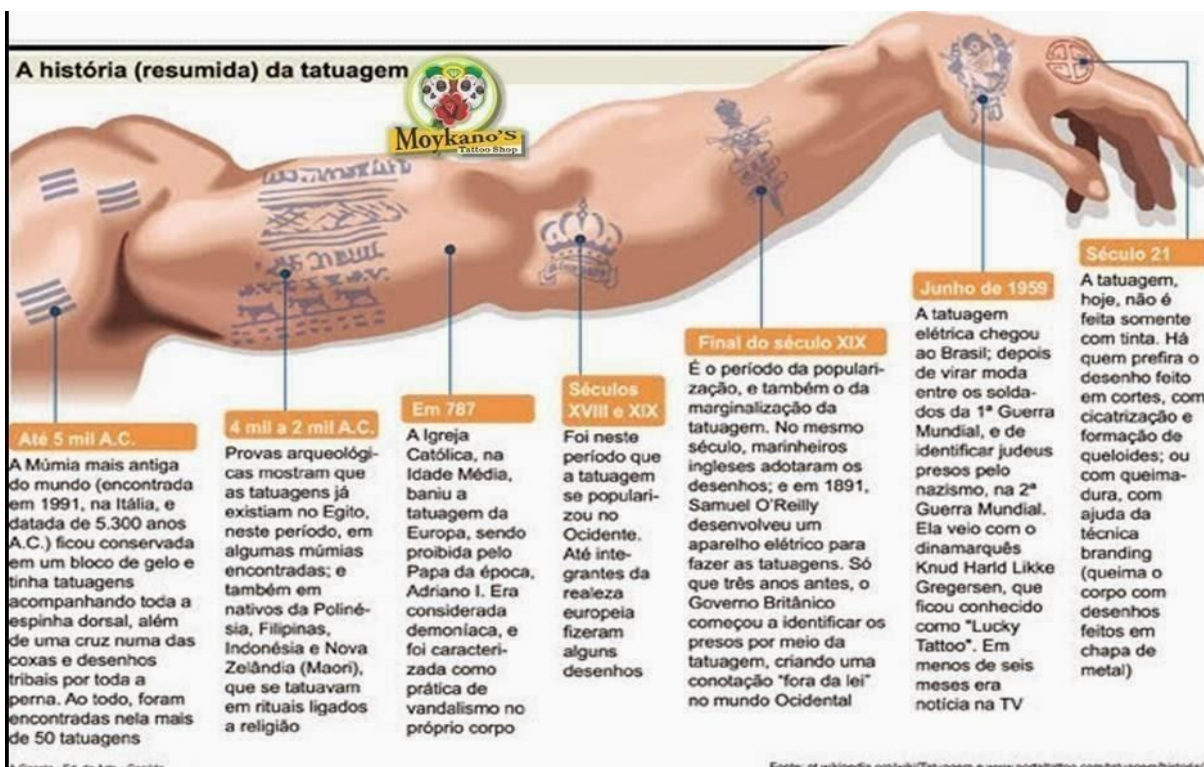 A história (resumida) da tatuagem
Moykano's
Tattoo Shop
Até 5 mil A.C.
A Múmia mais antiga
do mundo (encontrada
em 1991, na Itália, e
datada de 5.300 anos
A.C.) ficou conservada
em um bloco de gelo e
tinha tatuagens
acompanhando toda a
espinha dorsal, além
de uma cruz numa das
coxas e desenhos
tribais por toda a
perna. Ao todo, foram
encontradas nela mais
de 50 tatuagens
4 mil a 2 mil A.C.
Provas arqueológi-
cas mostram que
as tatuagens já
existiam no Egito,
neste período, em
algumas múmias
encontradas; e
também em
nativos da Poliné-
sia, Filipinas,
Indonésia e Nova
Zelândia (Maori),
que se tatuavam
em rituais ligados
a religião
Em 787
A Igreja
Católica, na
Idade Média,
baniu a
tatuagem da
Europa, sendo
proibida pelo
Papa da época,
Adriano I. Era
considerada
demoníaca, e
foi caracteri-
zada como
prática de
vandalismo no
próprio corpo
Séculos
XVIII e XIX
Foi neste
período que
a tatuagem
se populari-
zou no
Ocidente.
Até inte-
grantes da
realeza
europeia
fizeram
alguns
desenhos
Final do século XIX
É o período da populari-
zação, e também o da
marginalização da
tatuagem. No mesmo
século, marinheiros
ingleses adotaram os
desenhos; e em 1891,
Samuel O'Reilly
desenvolveu um
aparelho elétrico para
fazer as tatuagens. Só
que três anos antes, o
Governo Britânico
começou a identificar os
presos por meio da
tatuagem, criando uma
conotação "fora da lei"
no mundo Ocidental
Junho de 1959
A tatuagem
elétrica chegou
ao Brasil; depois
de virar moda
entre os solda-
dos da 1ª Guerra
Mundial, e de
identificar judeus
presos pelo
nazismo, na 2ª
Guerra Mundial.
Ela veio com o
dinamarquês
Knud Harld Likke
Gregersen, que
ficou conhecido
como "Lucky
Tattoo". Em
menos de seis
meses era
notícia na TV
Século 21
A tatuagem,
hoje, não é
feita somente
com tinta. Há
quem prefira o
desenho feito
em cortes, com
cicatrização e
formação de
queloides; ou
com queima-
dura, com
ajuda da
técnica
branding
(queima o
corpo com
desenhos
feitos em
chapa de
metal)